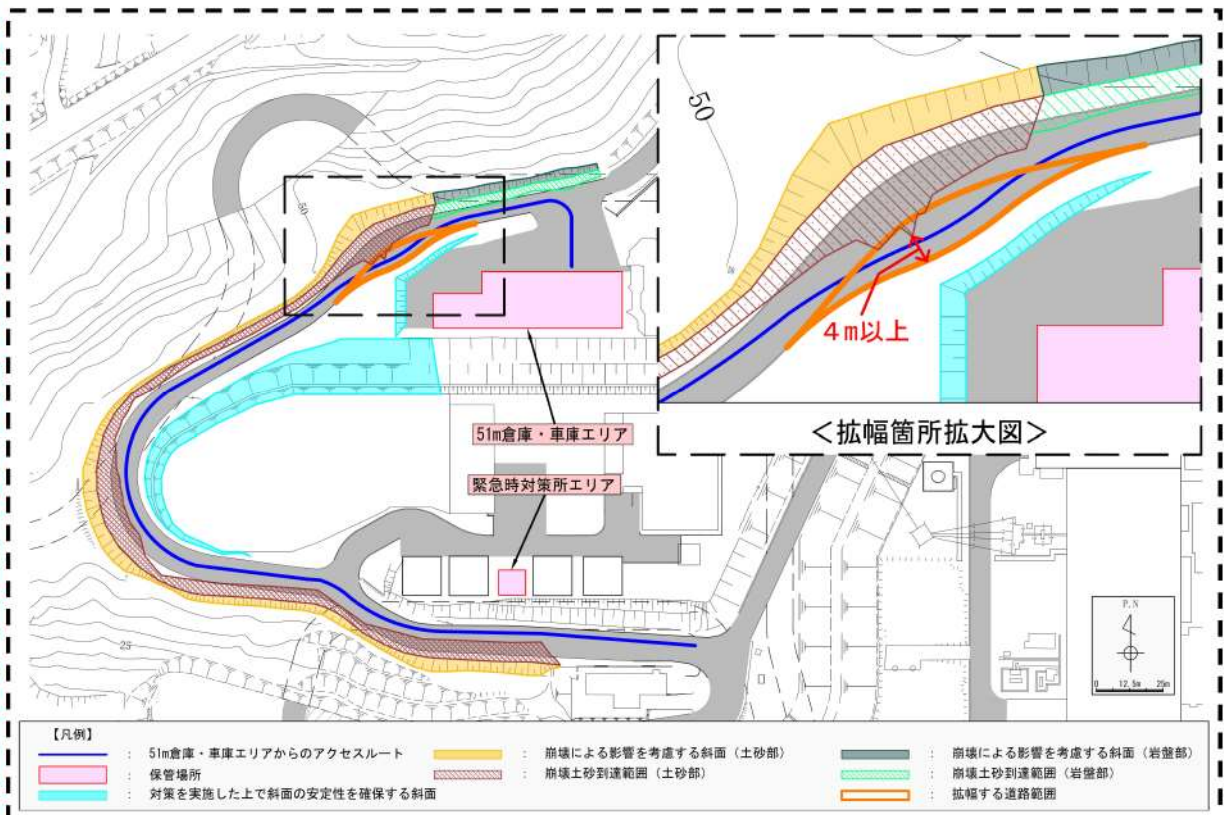 50
50
4m以上
<拡幅箇所拡大図>
51m倉庫・車庫エリア
緊急時対策所エリア
25
P.N
0 12.5m 25m
【凡例】
: 51m倉庫・車庫エリアからのアクセスルート
: 崩壊による影響を考慮する斜面（土砂部）
: 崩壊による影響を考慮する斜面（岩盤部）
: 保管場所
: 崩壊土砂到達範囲（土砂部）
: 崩壊土砂到達範囲（岩盤部）
: 対策を実施した上で斜面の安定性を確保する斜面
: 拡幅する道路範囲